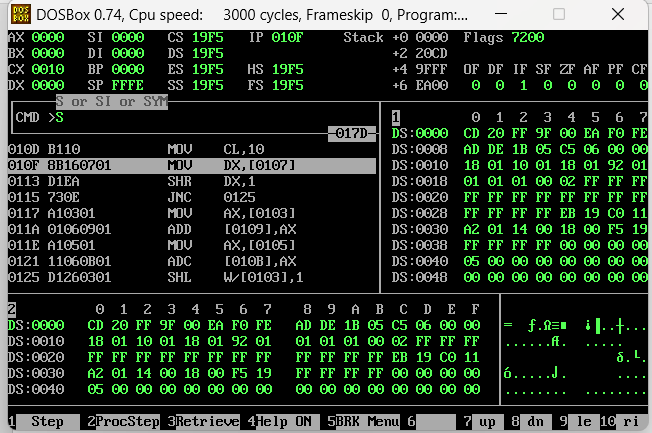 DOSBox 0.74, Cpu speed: 3000 cycles, Frameskip 0, Program:...
AX 0000 SI 0000 CS 19F5 IP 010F Stack +0 0000 Flags 7200
BX 0000 DI 0000 DS 19F5 +2 20CD
CX 0010 BP 0000 ES 19F5 HS 19F5 +4 9FFF OF DF IF SF ZF AF PF CF
DX 0000 SP FFFE SS 19F5 FS 19F5 +6 EA00 0 0 1 0 0 0 0 0
S or SI or SYM
CMD >S
017D
010D B110 MOV CL,10
010F 8B160701 MOV DX,[0107]
0113 D1EA SHR DX,1
0115 730E JNC 0125
0117 A10301 MOV AX,[0103]
011A 01060901 ADD [0109],AX
011E A10501 MOV AX,[0105]
0121 11060B01 ADC [010B],AX
0125 D1260301 SHL W/[0103],1
1 0 1 2 3 4 5 6 7
DS:0000 CD 20 FF 9F 00 EA F0 FE
DS:0008 AD DE 1B 05 C5 06 00 00
DS:0010 18 01 10 01 18 01 92 01
DS:0018 01 01 01 00 02 FF FF FF
DS:0020 FF FF FF FF FF FF FF FF
DS:0028 FF FF FF FF EB 19 C0 11
DS:0030 A2 01 14 00 18 00 F5 19
DS:0038 FF FF FF FF 00 00 00 00
DS:0040 05 00 00 00 00 00 00 00
DS:0048 00 00 00 00 00 00 00 00
2 0 1 2 3 4 5 6 7 8 9 A B C D E F
DS:0000 CD 20 FF 9F 00 EA F0 FE AD DE 1B 05 C5 06 00 00 = ƒ.Ω≡■ ¡▐..┼...
DS:0010 18 01 10 01 18 01 92 01 01 01 01 00 02 FF FF FF ......Æ. .....
DS:0020 FF FF FF FF FF FF FF FF FF FF FF FF EB 19 C0 11 δ.└.
DS:0030 A2 01 14 00 18 00 F5 19 FF FF FF FF 00 00 00 00 ó.....⌡. ....
DS:0040 05 00 00 00 00 00 00 00 00 00 00 00 00 00 00 00 ........ ........
1 Step 2ProcStep 3Retrieve 4Help ON 5BRK Menu 6 7 up 8 dn 9 le 10 ri